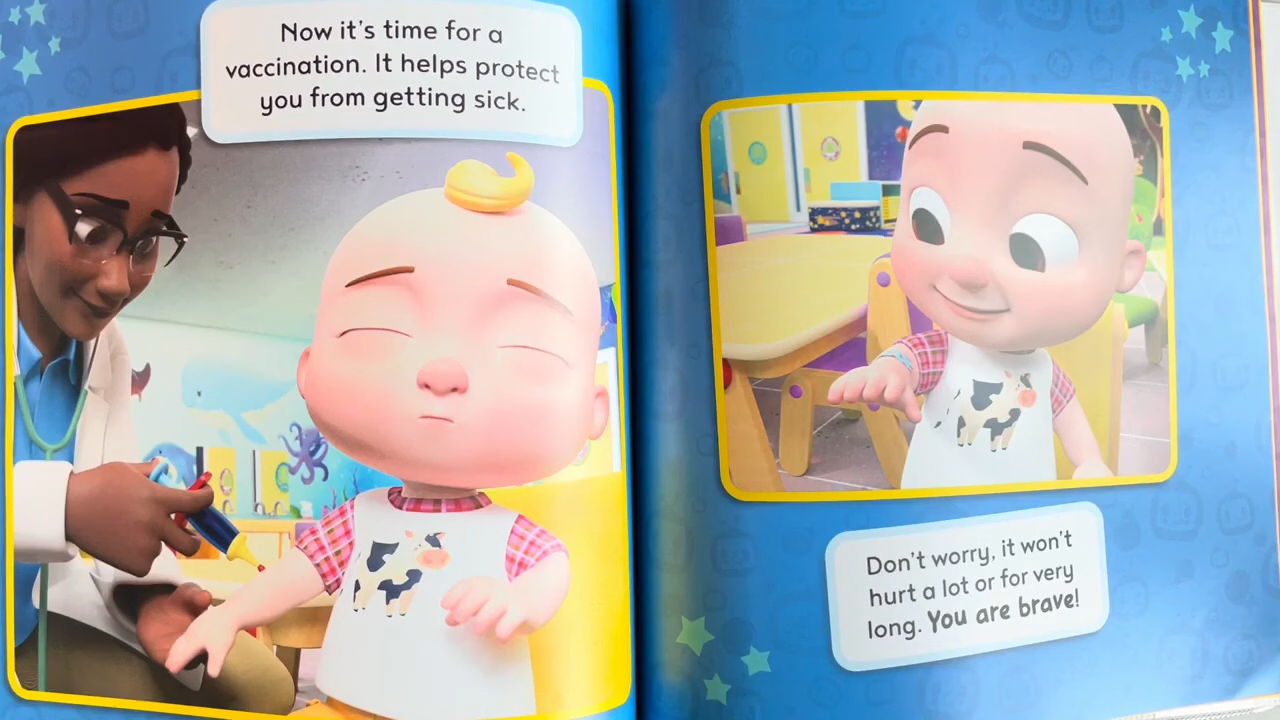 Now it's time for a
vaccination. It helps protect
you from getting sick.
Don't worry, it won't
hurt a lot or for very
long. You are brave!